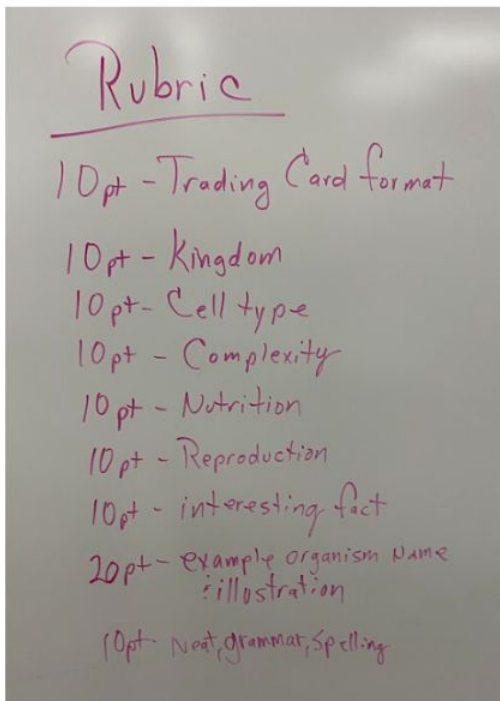 Rubric
10pt - Trading Card format
10pt - Kingdom
10pt - Cell type
10pt - Complexity
10pt - Nutrition
10pt - Reproduction
10pt - interesting fact
20pt - example organism Name
: illustration
10pt- Neat, grammar, spelling